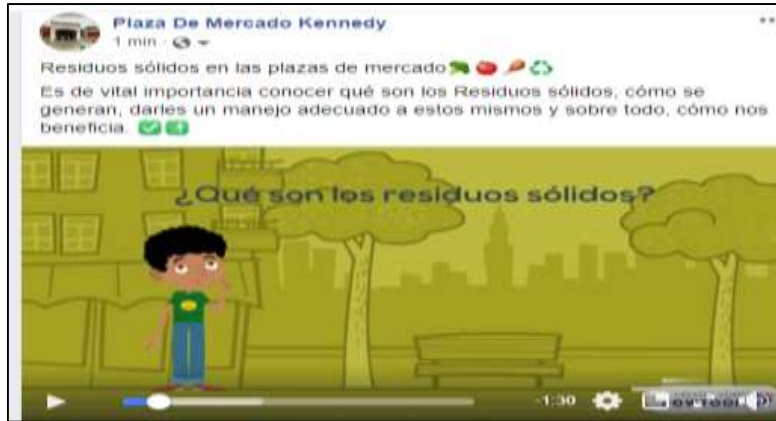 Plaza De Mercado Kennedy
1 min
Residuos sólidos en las plazas de mercado
Es de vital importancia conocer qué son los Residuos sólidos, cómo se
generan, darles un manejo adecuado a estos mismos y sobre todo, cómo nos
beneficia.
¿Qué son los residuos sólidos?
-1:30